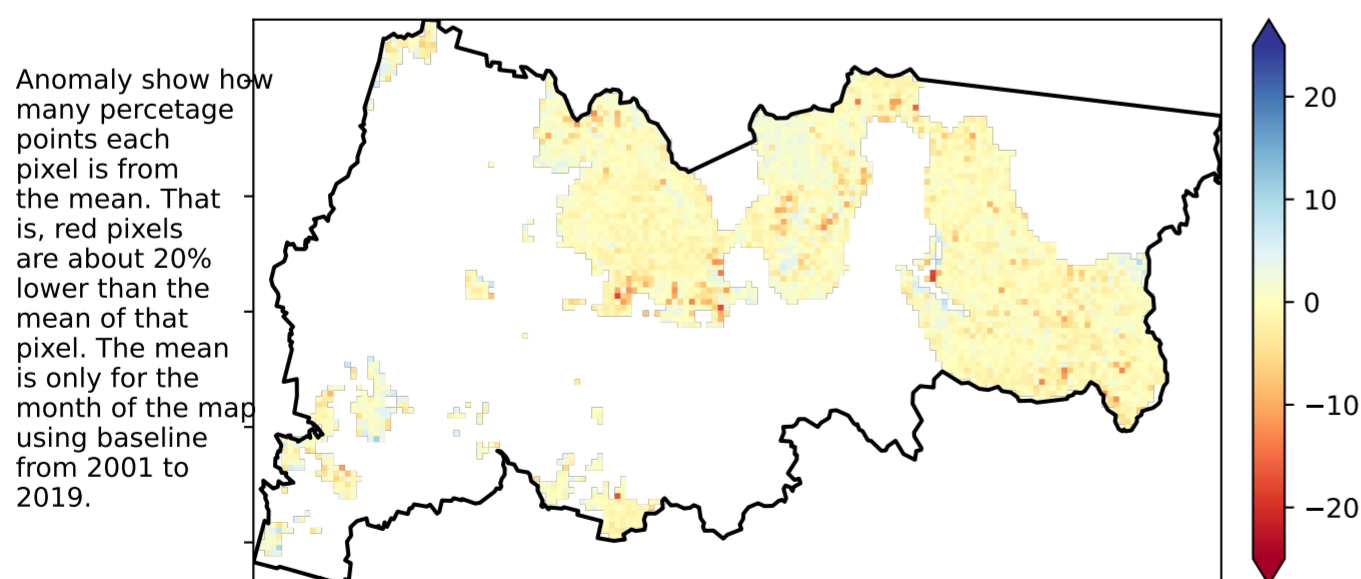 Anomaly show how
many percetage
points each
pixel is from
the mean. That
is, red pixels
are about 20%
lower than the
mean of that
pixel. The mean
is only for the
month of the map
using baseline
from 2001 to
2019.
20
10
0
−10
−20